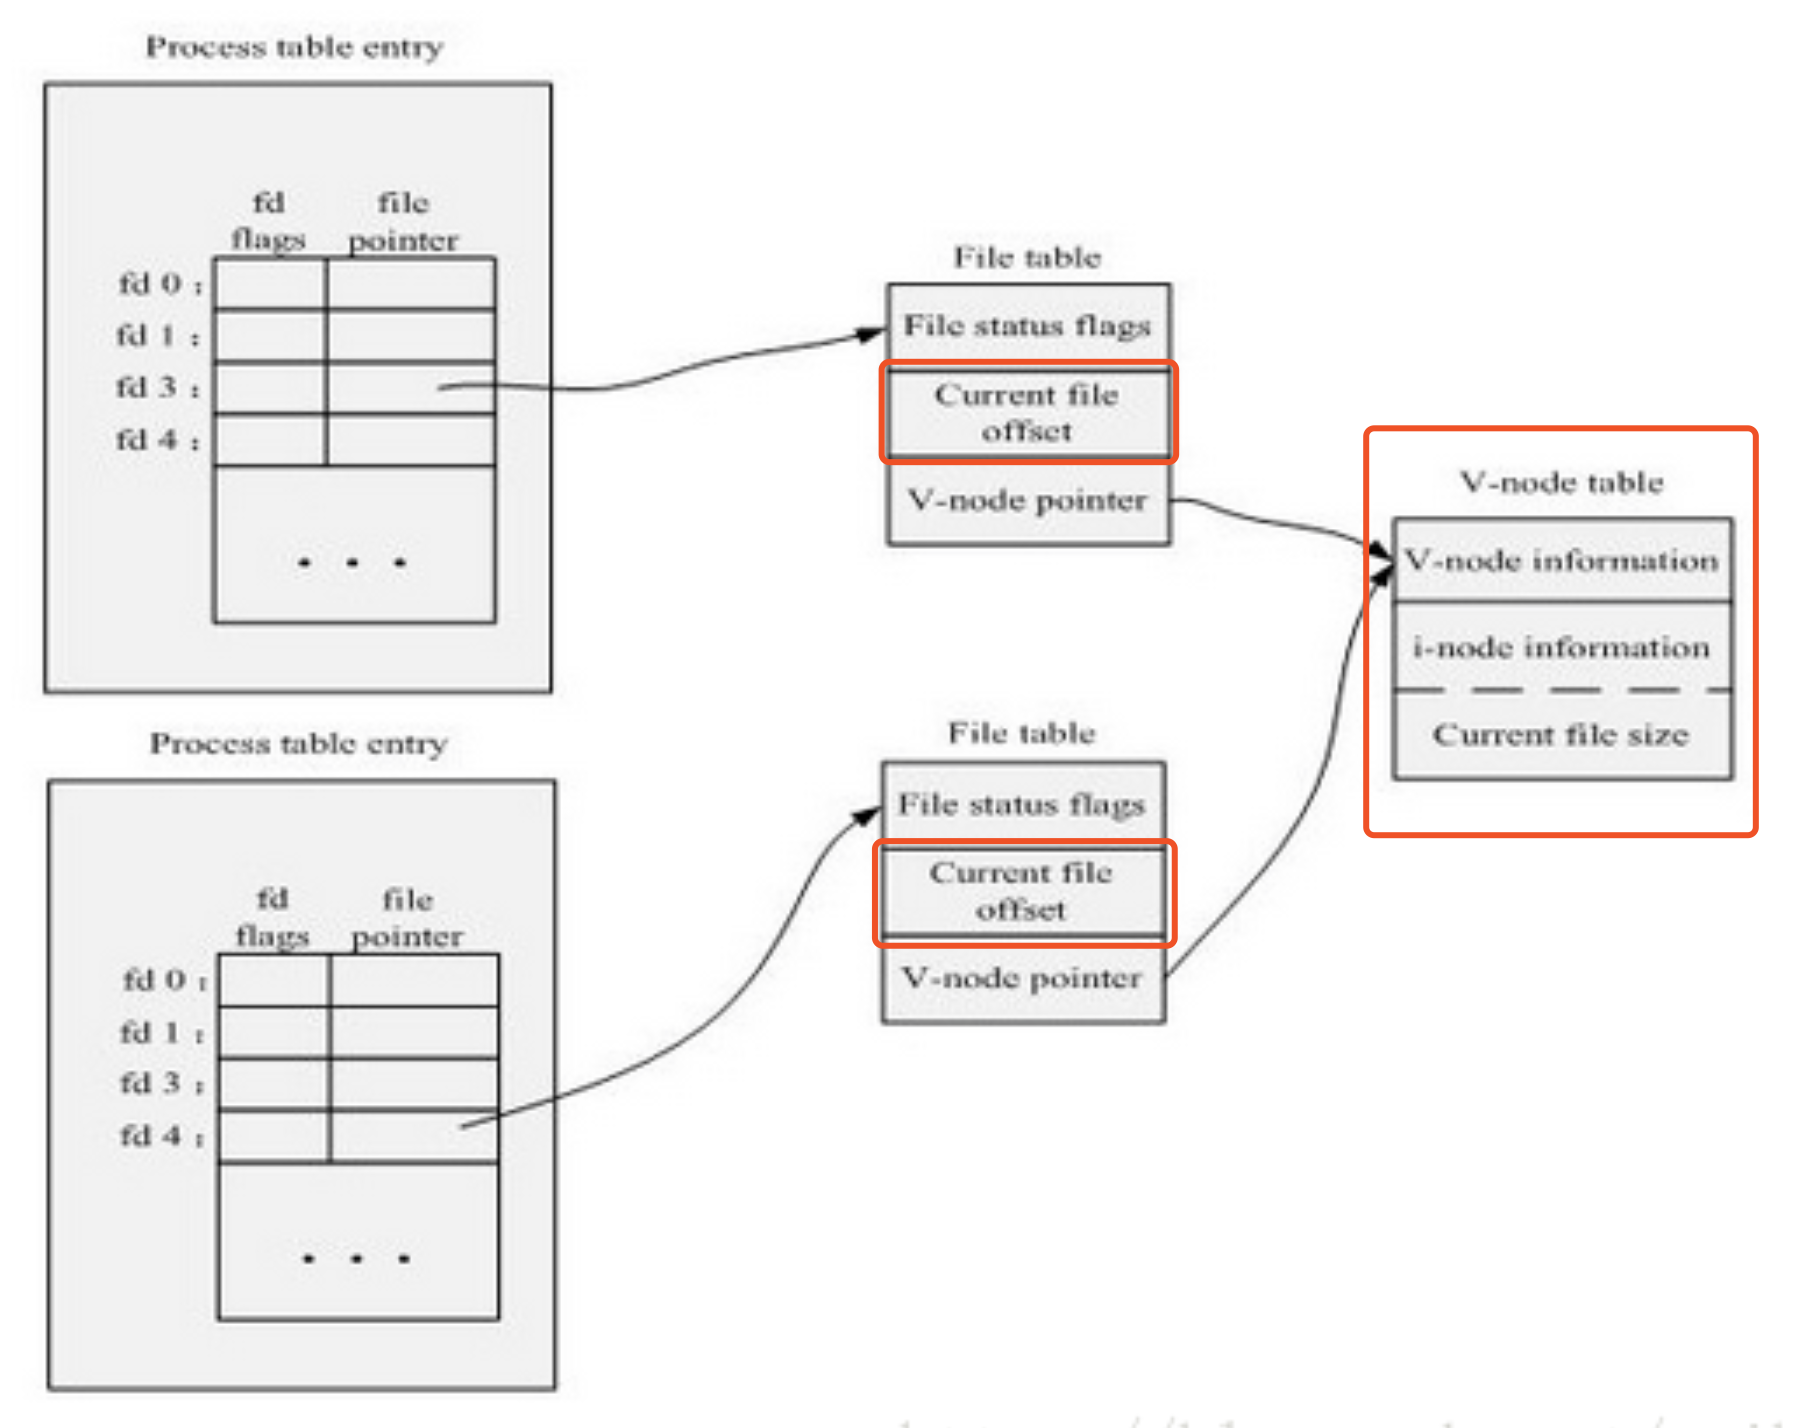 Process table entry
fd
flags
file
pointer
fd 0 :
fd 1 :
fd 3 :
fd 4 :
. . .
File table
File status flags
Current file
offset
V-node pointer
V-node table
V-node information
i-node information
Current file size
Process table entry
fd
flags
file
pointer
fd 0 :
fd 1 :
fd 3 :
fd 4 :
. . .
File table
File status flags
Current file
offset
V-node pointer